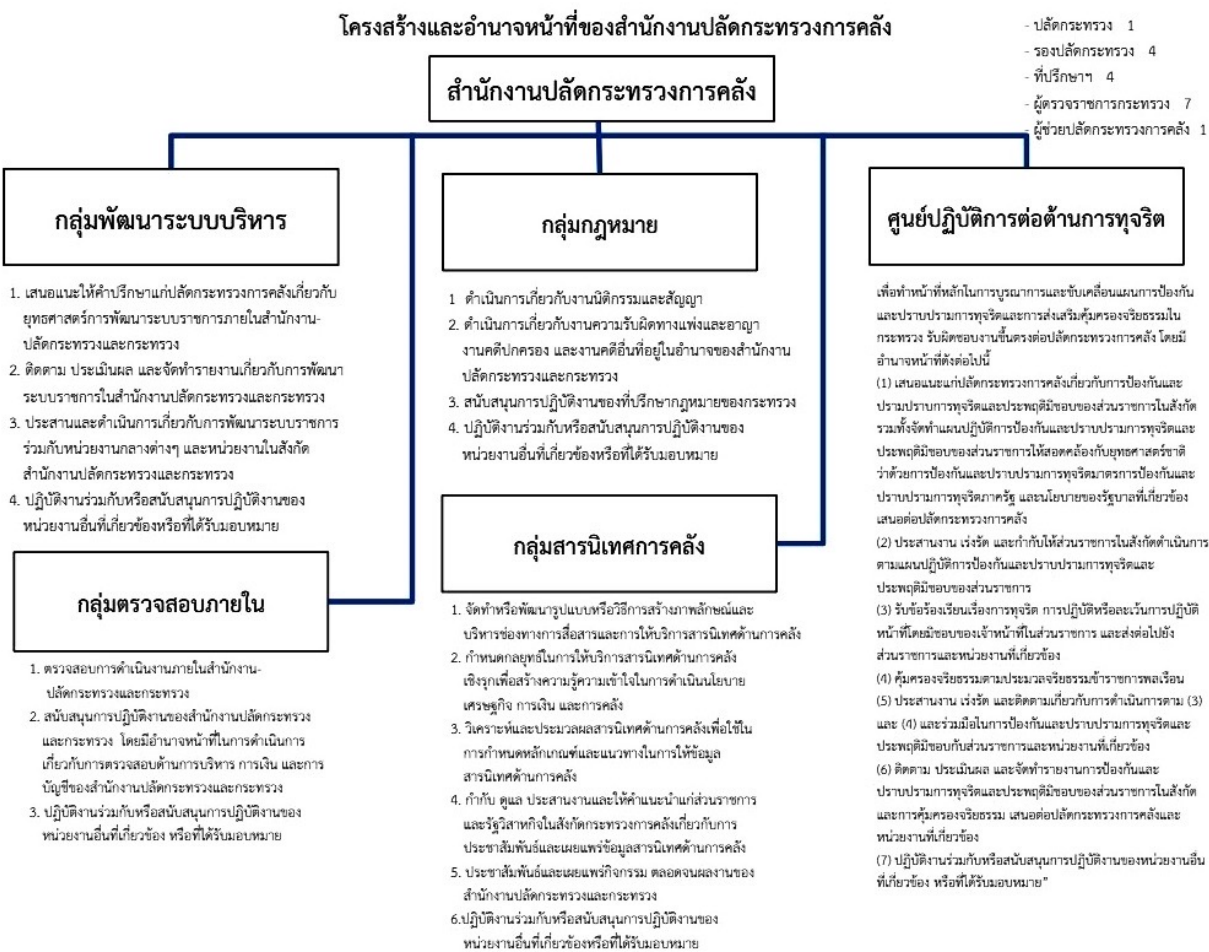 โครงสร้างและอำนาจหน้าที่ของสำนักงานปลัดกระทรวงการคลัง
- ปลัดกระทรวง 1
- รองปลัดกระทรวง 4
- ที่ปรึกษาฯ 4
- ผู้ตรวจราชการกระทรวง 7
- ผู้ช่วยปลัดกระทรวงการคลัง 1
สำนักงานปลัดกระทรวงการคลัง
กลุ่มพัฒนาระบบบริหาร
1. เสนอแนะให้คำปรึกษาแก่ปลัดกระทรวงการคลังเกี่ยวกับ
ยุทธศาสตร์การพัฒนาระบบราชการภายในสำนักงาน-
ปลัดกระทรวงและกระทรวง
2. ติดตาม ประเมินผล และจัดทำรายงานเกี่ยวกับการพัฒนา
ระบบราชการในสำนักงานปลัดกระทรวงและกระทรวง
3. ประสานและดำเนินการเกี่ยวกับการพัฒนาระบบราชการ
ร่วมกับหน่วยงานกลางต่างๆ และหน่วยงานในสังกัด
สำนักงานปลัดกระทรวงและกระทรวง
4. ปฏิบัติงานร่วมกับหรือสนับสนุนการปฏิบัติงานของ
หน่วยงานอื่นที่เกี่ยวข้องหรือที่ได้รับมอบหมาย
กลุ่มตรวจสอบภายใน
1. ตรวจสอบการดำเนินงานภายในสำนักงาน-
ปลัดกระทรวงและกระทรวง
2. สนับสนุนการปฏิบัติงานของสำนักงานปลัดกระทรวง
และกระทรวง โดยมีอำนาจหน้าที่ในการดำเนินการ
เกี่ยวกับการตรวจสอบด้านการบริหาร การเงิน และการ
บัญชีของสำนักงานปลัดกระทรวงและกระทรวง
3. ปฏิบัติงานร่วมกับหรือสนับสนุนการปฏิบัติงานของ
หน่วยงานอื่นที่เกี่ยวข้อง หรือที่ได้รับมอบหมาย
กลุ่มกฎหมาย
1 ดำเนินการเกี่ยวกับงานนิติกรรมและสัญญา
2. ดำเนินการเกี่ยวกับงานความรับผิดทางแพ่งและอาญา
งานคดีปกครอง และงานคดีอื่นที่อยู่ในอำนาจของสำนักงาน
ปลัดกระทรวงและกระทรวง
3. สนับสนุนการปฏิบัติงานของที่ปรึกษากฎหมายของกระทรวง
4. ปฏิบัติงานร่วมกับหรือสนับสนุนการปฏิบัติงานของ
หน่วยงานอื่นที่เกี่ยวข้องหรือที่ได้รับมอบหมาย
กลุ่มสารนิเทศการคลัง
1. จัดทำหรือพัฒนารูปแบบหรือวิธีการสร้างภาพลักษณ์และ
บริหารช่องทางการสื่อสารและการให้บริการสารนิเทศด้านการคลัง
2. กำหนดกลยุทธ์ในการให้บริการสารนิเทศด้านการคลัง
เชิงรุกเพื่อสร้างความรู้ความเข้าใจในการดำเนินนโยบาย
เศรษฐกิจ การเงิน และการคลัง
3. วิเคราะห์และประมวลผลสารนิเทศด้านการคลังเพื่อใช้ใน
การกำหนดหลักเกณฑ์และแนวทางในการให้ข้อมูล
สารนิเทศด้านการคลัง
4. กำกับ ดูแล ประสานงานและให้คำแนะนำแก่ส่วนราชการ
และรัฐวิสาหกิจในสังกัดกระทรวงการคลังเกี่ยวกับการ
ประชาสัมพันธ์และเผยแพร่ข้อมูลสารนิเทศด้านการคลัง
5. ประชาสัมพันธ์และเผยแพร่กิจกรรม ตลอดจนผลงานของ
สำนักงานปลัดกระทรวงและกระทรวง
6.ปฏิบัติงานร่วมกับหรือสนับสนุนการปฏิบัติงานของ
หน่วยงานอื่นที่เกี่ยวข้องหรือที่ได้รับมอบหมาย
ศูนย์ปฏิบัติการต่อต้านการทุจริต
เพื่อทำหน้าที่หลักในการบูรณาการและขับเคลื่อนแผนการป้องกัน
และปราบปรามการทุจริตและการส่งเสริมคุ้มครองจริยธรรมใน
กระทรวง รับผิดชอบงานขึ้นตรงต่อปลัดกระทรวงการคลัง โดยมี
อำนาจหน้าที่ดังต่อไปนี้
(1) เสนอแนะแก่ปลัดกระทรวงการคลังเกี่ยวกับการป้องกันและ
ปรามปราบการทุจริตและประพฤติมิชอบของส่วนราชการในสังกัด
รวมทั้งจัดทำแผนปฏิบัติการป้องกันและปราบปรามการทุจริตและ
ประพฤติมิชอบของส่วนราชการให้สอดคล้องกับยุทธศาสตร์ชาติ
ว่าด้วยการป้องกันและปราบปรามการทุจริตมาตรการป้องกันและ
ปราบปรามการทุจริตภาครัฐ และนโยบายของรัฐบาลที่เกี่ยวข้อง
เสนอต่อปลัดกระทรวงการคลัง
(2) ประสานงาน เร่งรัด และกำกับให้ส่วนราชการในสังกัดดำเนินการ
ตามแผนปฏิบัติการป้องกันและปราบปรามการทุจริตและ
ประพฤติมิชอบของส่วนราชการ
(3) รับข้อร้องเรียนเรื่องการทุจริต การปฏิบัติหรือละเว้นการปฏิบัติ
หน้าที่โดยมิชอบของเจ้าหน้าที่ในส่วนราชการ และส่งต่อไปยัง
ส่วนราชการและหน่วยงานที่เกี่ยวข้อง
(4) คุ้มครองจริยธรรมตามประมวลจริยธรรมข้าราชการพลเรือน
(5) ประสานงาน เร่งรัด และติดตามเกี่ยวกับการดำเนินการตาม (3)
และ (4) และร่วมมือในการป้องกันและปราบปรามการทุจริตและ
ประพฤติมิชอบกับส่วนราชการและหน่วยงานที่เกี่ยวข้อง
(6) ติดตาม ประเมินผล และจัดทำรายงานการป้องกันและ
ปราบปรามการทุจริตและประพฤติมิชอบของส่วนราชการในสังกัด
และการคุ้มครองจริยธรรม เสนอต่อปลัดกระทรวงการคลังและ
หน่วยงานที่เกี่ยวข้อง
(7) ปฏิบัติงานร่วมกับหรือสนับสนุนการปฏิบัติงานของหน่วยงานอื่น
ที่เกี่ยวข้อง หรือที่ได้รับมอบหมาย"